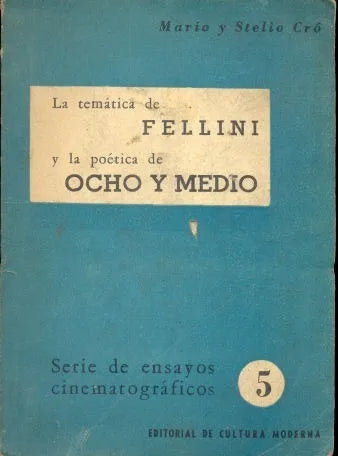 Mario y Stelio Cró
La temática de
FELLINI
y la poética de
OCHO Y MEDIO
Serie de ensayos
cinematográficos
5
EDITORIAL DE CULTURA MODERNA